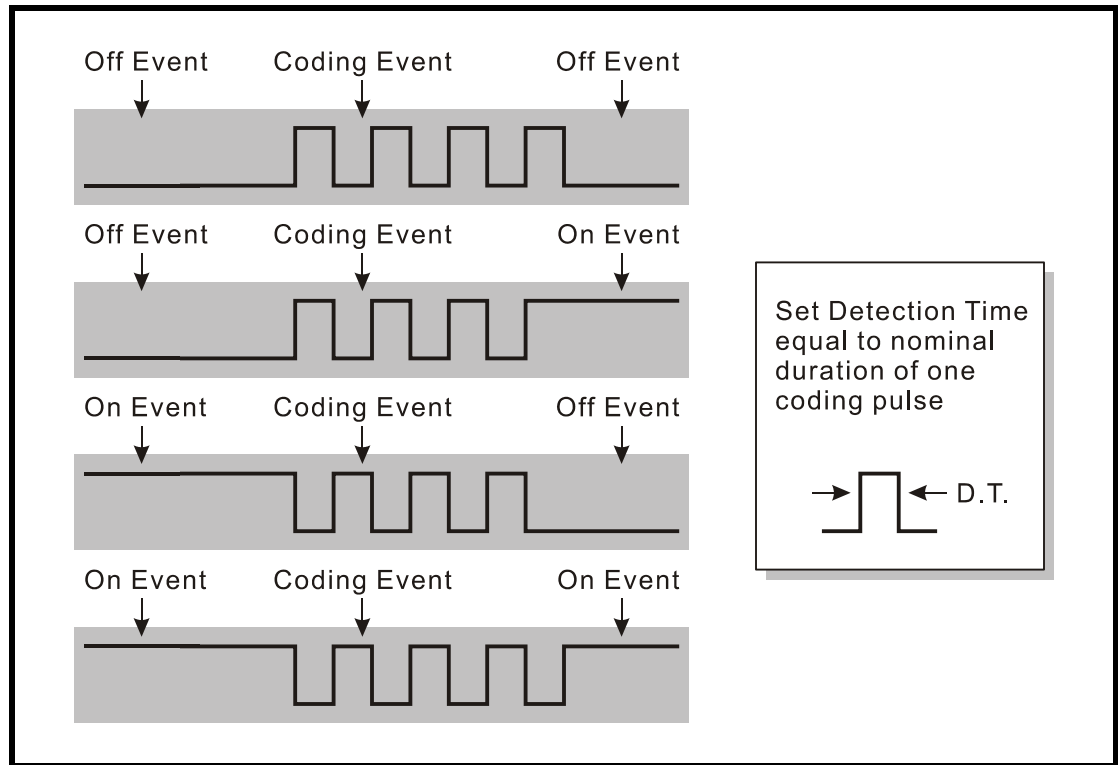 Off Event Coding Event Off Event
Off Event Coding Event On Event
On Event Coding Event Off Event
On Event Coding Event On Event
Set Detection Time
equal to nominal
duration of one
coding pulse
D.T.